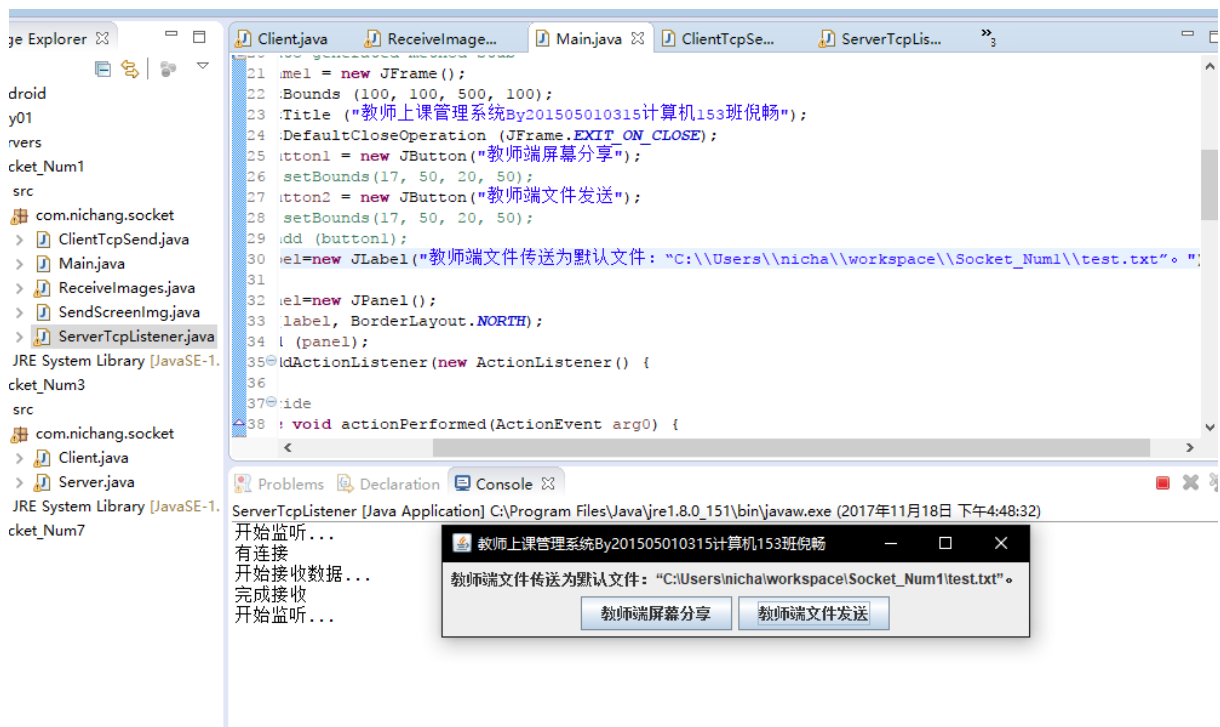 ge Explorer
droid
y01
rvers
cket_Num1
src
com.nichang.socket
ClientTcpSend.java
Main.java
ReceiveImages.java
SendScreenImg.java
ServerTcpListener.java
JRE System Library [JavaSE-1.
cket_Num3
src
com.nichang.socket
Client.java
Server.java
JRE System Library [JavaSE-1.
cket_Num7
Client.java ReceiveImage... Main.java ClientTcpSe... ServerTcpLis... »3
21 amel = new JFrame();
22 :Bounds (100, 100, 500, 100);
23 :Title ("教师上课管理系统By201505010315计算机153班倪畅");
24 :DefaultCloseOperation (JFrame.EXIT_ON_CLOSE);
25 itton1 = new JButton("教师端屏幕分享");
26 setBounds(17, 50, 20, 50);
27 itton2 = new JButton("教师端文件发送");
28 setBounds(17, 50, 20, 50);
29 idd (button1);
30 el=new JLabel("教师端文件传送为默认文件：“C:\\Users\\nicha\\workspace\\Socket_Num1\\test.txt”。")
31
32 el=new JPanel();
33 label, BorderLayout.NORTH);
34 l (panel);
35 ddActionListener(new ActionListener() {
36
37 ride
38 : void actionPerformed(ActionEvent arg0) {
Problems Declaration Console
ServerTcpListener [Java Application] C:\Program Files\Java\jre1.8.0_151\bin\javaw.exe (2017年11月18日 下午4:48:32)
开始监听...
有连接
开始接收数据...
完成接收
开始监听...
教师上课管理系统By201505010315计算机153班倪畅
教师端文件传送为默认文件：“C:\Users\nicha\workspace\Socket_Num1\test.txt”。
教师端屏幕分享 教师端文件发送